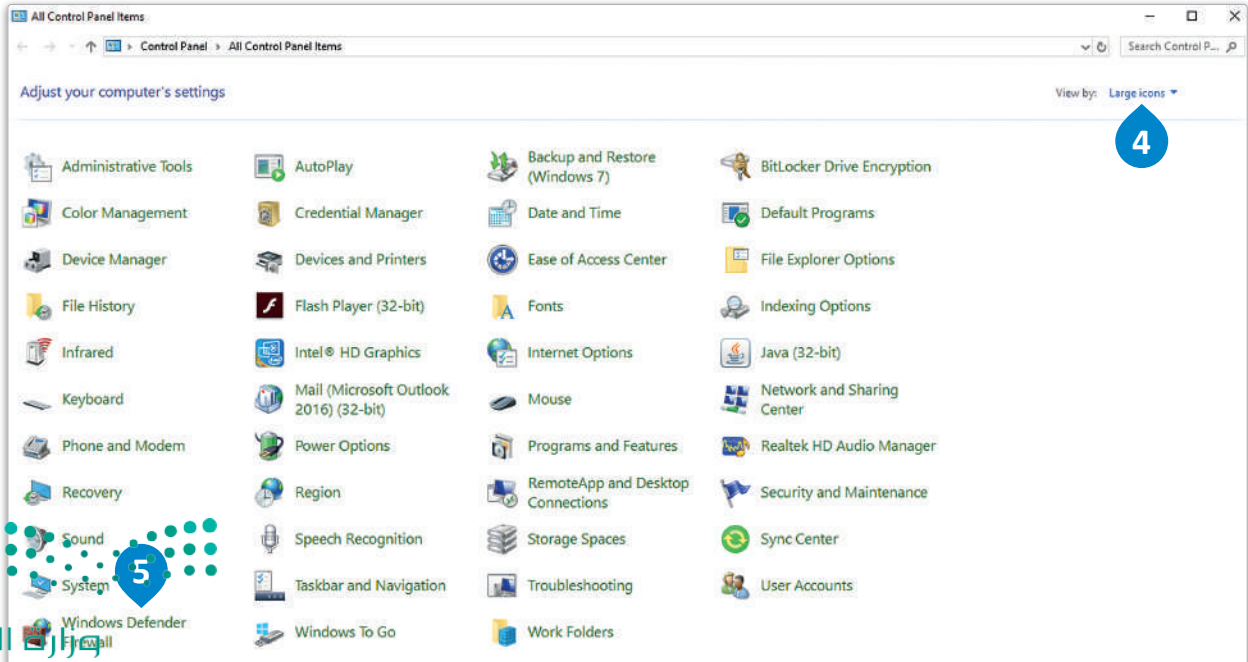 All Control Panel Items
Control Panel > All Control Panel Items
Search Control P...
Adjust your computer's settings
View by: Large icons
4
Administrative Tools
AutoPlay
Backup and Restore
(Windows 7)
BitLocker Drive Encryption
Color Management
Credential Manager
Date and Time
Default Programs
Device Manager
Devices and Printers
Ease of Access Center
File Explorer Options
File History
Flash Player (32-bit)
Fonts
Indexing Options
Infrared
Intel® HD Graphics
Internet Options
Java (32-bit)
Keyboard
Mail (Microsoft Outlook
2016) (32-bit)
Mouse
Network and Sharing
Center
Phone and Modem
Power Options
Programs and Features
Realtek HD Audio Manager
Recovery
Region
RemoteApp and Desktop
Connections
Security and Maintenance
Sound
Speech Recognition
Storage Spaces
Sync Center
System
5
Taskbar and Navigation
Troubleshooting
User Accounts
Windows Defender
Firewall
Windows To Go
Work Folders
وزارة